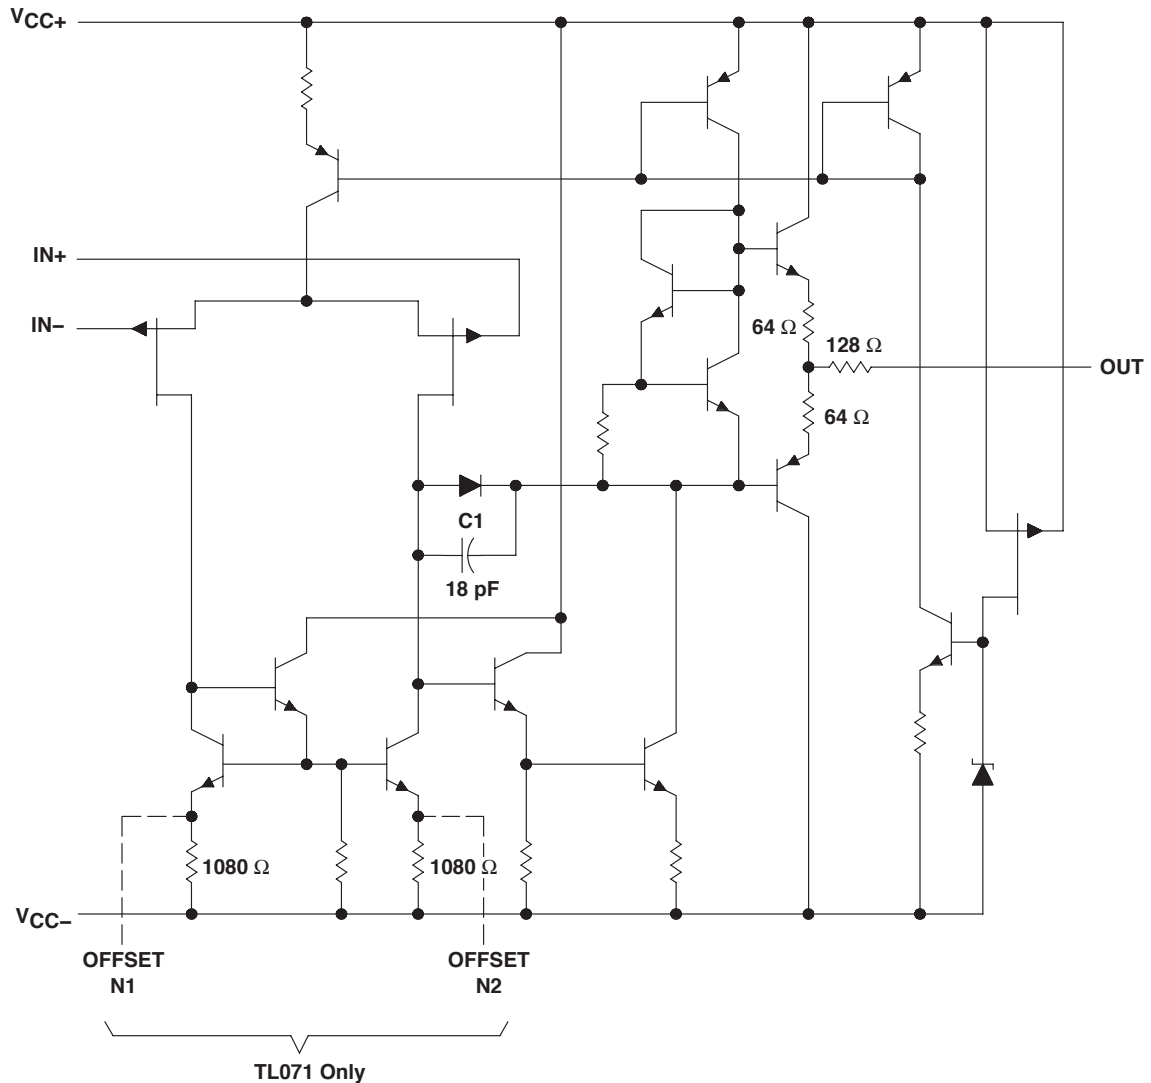 VCC+
IN+
IN−
64 Ω
128 Ω
OUT
64 Ω
C1
18 pF
1080 Ω
1080 Ω
VCC−
OFFSET
N1
OFFSET
N2
TL071 Only